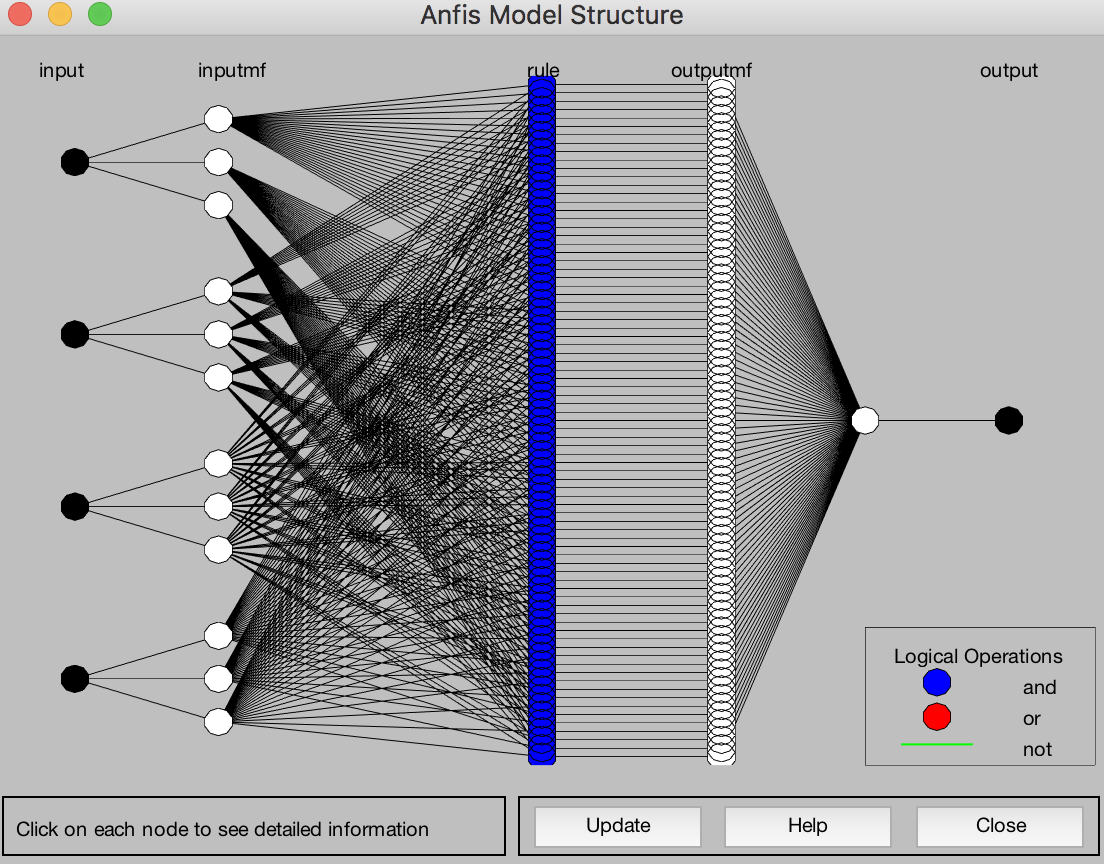 Anfis Model Structure
input
inputmf
rule
outputmf
output
Logical Operations
and
or
not
Click on each node to see detailed information
Update
Help
Close